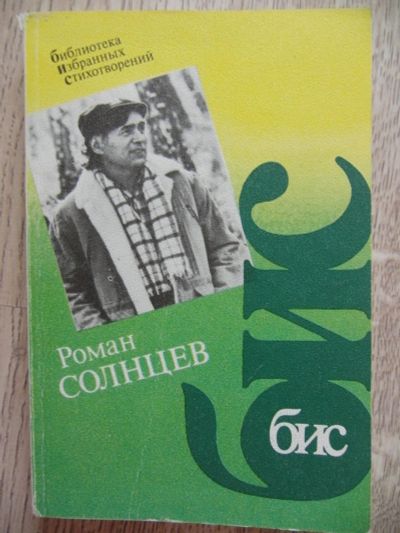 библиотека
избранных
стихотворений
Роман
СОЛНЦЕВ
бис
бис